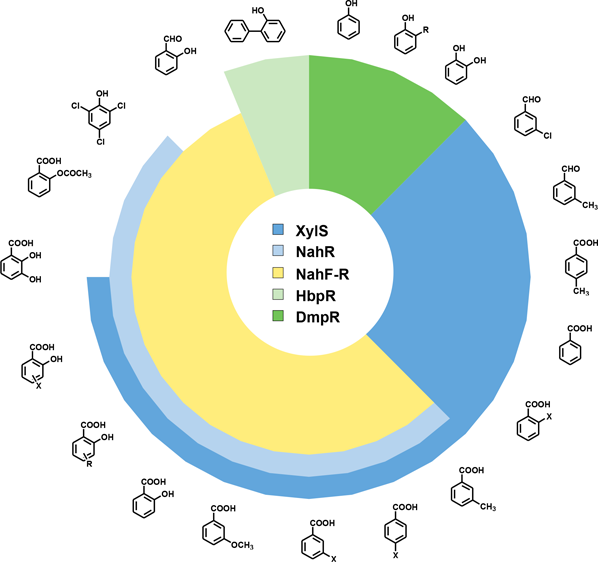 HO
OH
OH
R
OH
OH
CHO
Cl
CHO
CH3
COOH
CH3
COOH
COOH
X
COOH
CH3
COOH
X
COOH
X
COOH
OCH3
COOH
OH
COOH
OH
R
COOH
OH
X
COOH
OH
OH
COOH
OCOCH3
OH
Cl
Cl
Cl
CHO
OH
XylS
NahR
NahF-R
HbpR
DmpR